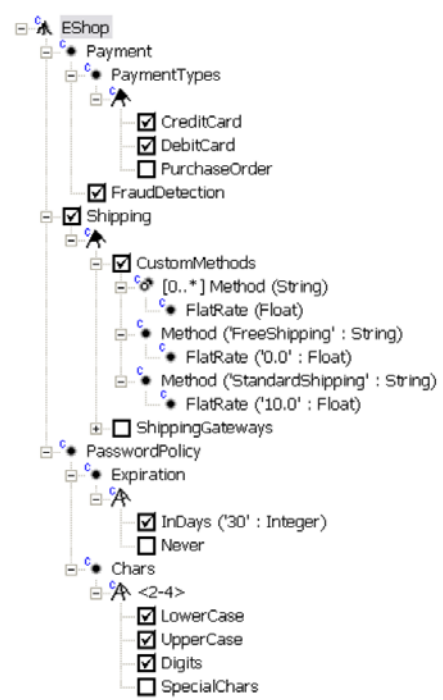 EShop
Payment
PaymentTypes
CreditCard
DebitCard
PurchaseOrder
FraudDetection
Shipping
CustomMethods
[0..*] Method (String)
FlatRate (Float)
Method ('FreeShipping' : String)
FlatRate ('0.0' : Float)
Method ('StandardShipping' : String)
FlatRate ('10.0' : Float)
ShippingGateways
PasswordPolicy
Expiration
InDays ('30' : Integer)
Never
Chars
<2-4>
LowerCase
UpperCase
Digits
SpecialChars